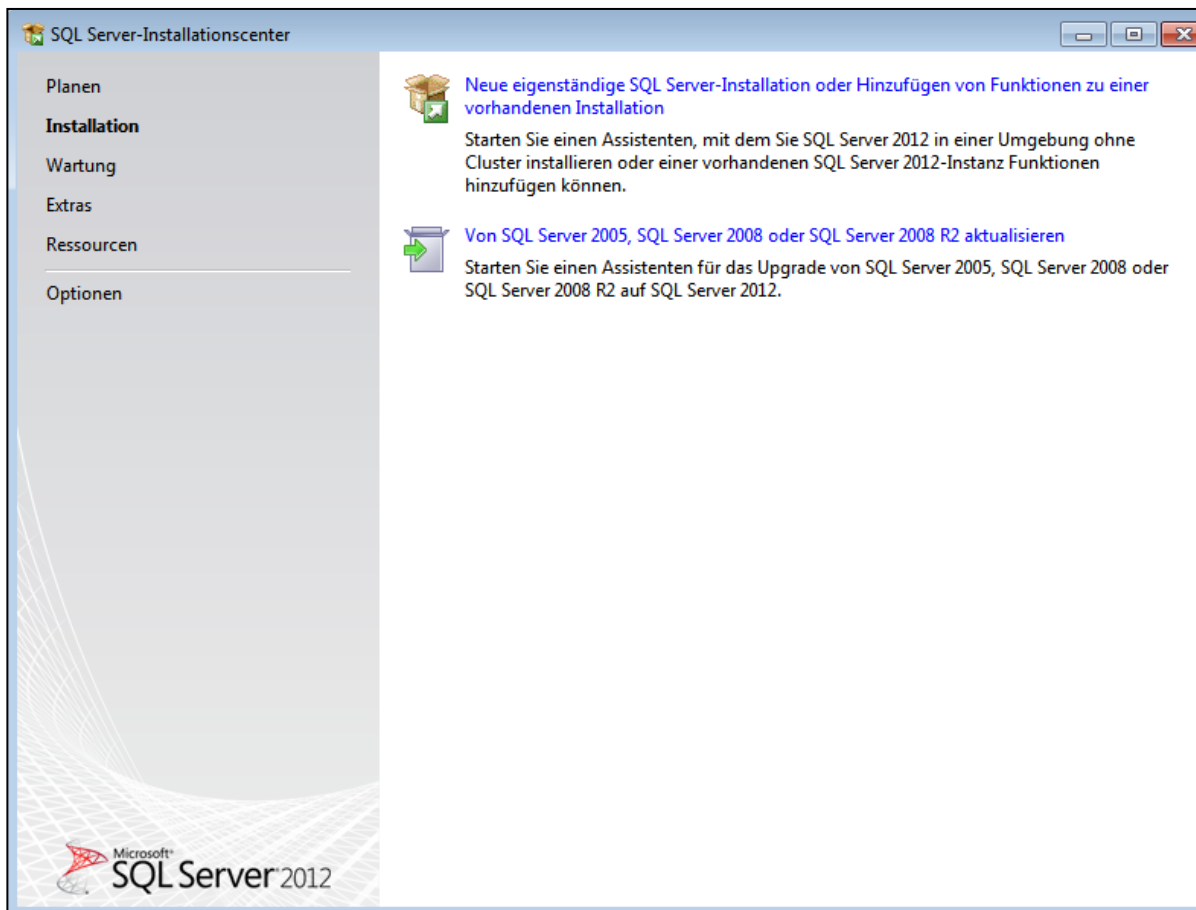 SQL Server-Installationscenter
Planen
Installation
Wartung
Extras
Ressourcen
Optionen
Neue eigenständige SQL Server-Installation oder Hinzufügen von Funktionen zu einer
vorhandenen Installation
Starten Sie einen Assistenten, mit dem Sie SQL Server 2012 in einer Umgebung ohne
Cluster installieren oder einer vorhandenen SQL Server 2012-Instanz Funktionen
hinzufügen können.
Von SQL Server 2005, SQL Server 2008 oder SQL Server 2008 R2 aktualisieren
Starten Sie einen Assistenten für das Upgrade von SQL Server 2005, SQL Server 2008 oder
SQL Server 2008 R2 auf SQL Server 2012.
Microsoft®
SQL Server® 2012